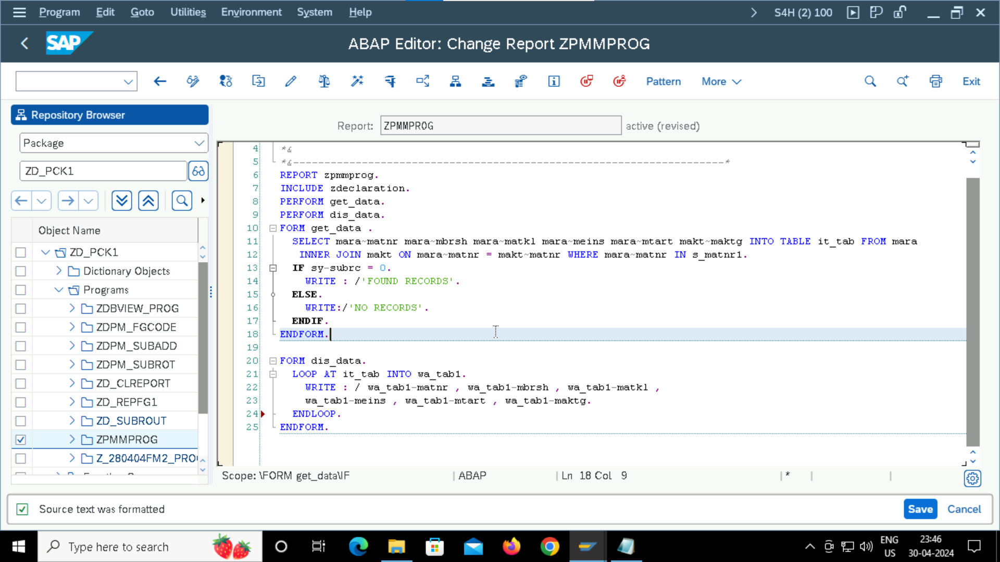 Program Edit Goto Utilities Environment System Help S4H (2) 100
SAP ABAP Editor: Change Report ZPMMPROG
Pattern More Exit
Repository Browser
Package
ZD_PCK1
Object Name
ZD_PCK1
Dictionary Objects
Programs
ZDBVIEW_PROG
ZDPM_FGCODE
ZDPM_SUBADD
ZDPM_SUBROT
ZD_CLREPORT
ZD_REPFG1
ZD_SUBROUT
ZPMMPROG
Z_280404FM2_PRO
Report: ZPMMPROG active (revised)
4 *&
5 *&---------------------------------------------------------------------*
6 REPORT zpmmprog.
7 INCLUDE zdeclaration.
8 PERFORM get_data.
9 PERFORM dis_data.
10 FORM get_data .
11 SELECT mara~matnr mara~mbrsh mara~matkl mara~meins mara~mtart makt~maktg INTO TABLE it_tab FROM mara
12 INNER JOIN makt ON mara~matnr = makt~matnr WHERE mara~matnr IN s_matnr1.
13 IF sy-subrc = 0.
14 WRITE : /'FOUND RECORDS'.
15 ELSE.
16 WRITE:/'NO RECORDS'.
17 ENDIF.
18 ENDFORM.
19
20 FORM dis_data.
21 LOOP AT it_tab INTO wa_tab1.
22 WRITE : / wa_tab1-matnr , wa_tab1-mbrsh , wa_tab1-matkl ,
23 wa_tab1-meins , wa_tab1-mtart , wa_tab1-maktg.
24 ENDLOOP.
25 ENDFORM.
Scope: \FORM get_data\IF | ABAP | Ln 18 Col 9 | * | |
Source text was formatted Save Cancel
Type here to search
ENG
US
23:46
30-04-2024